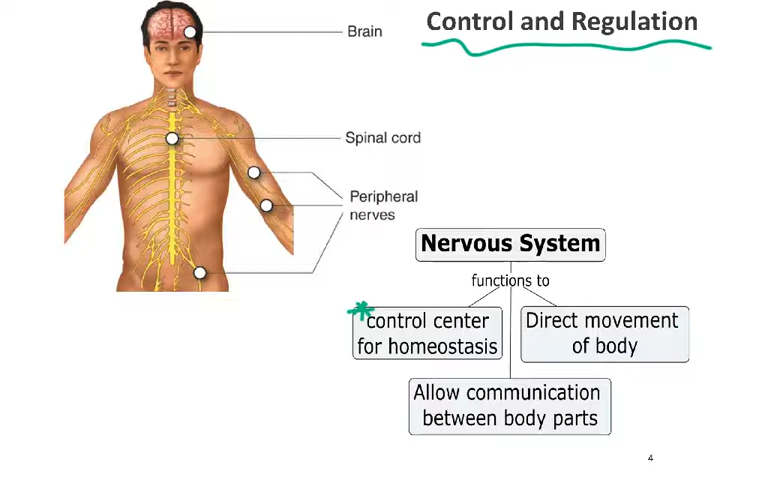 Control and Regulation
Brain
Spinal cord
Peripheral
nerves
Nervous System
functions to
control center
for homeostasis
Direct movement
of body
Allow communication
between body parts
4